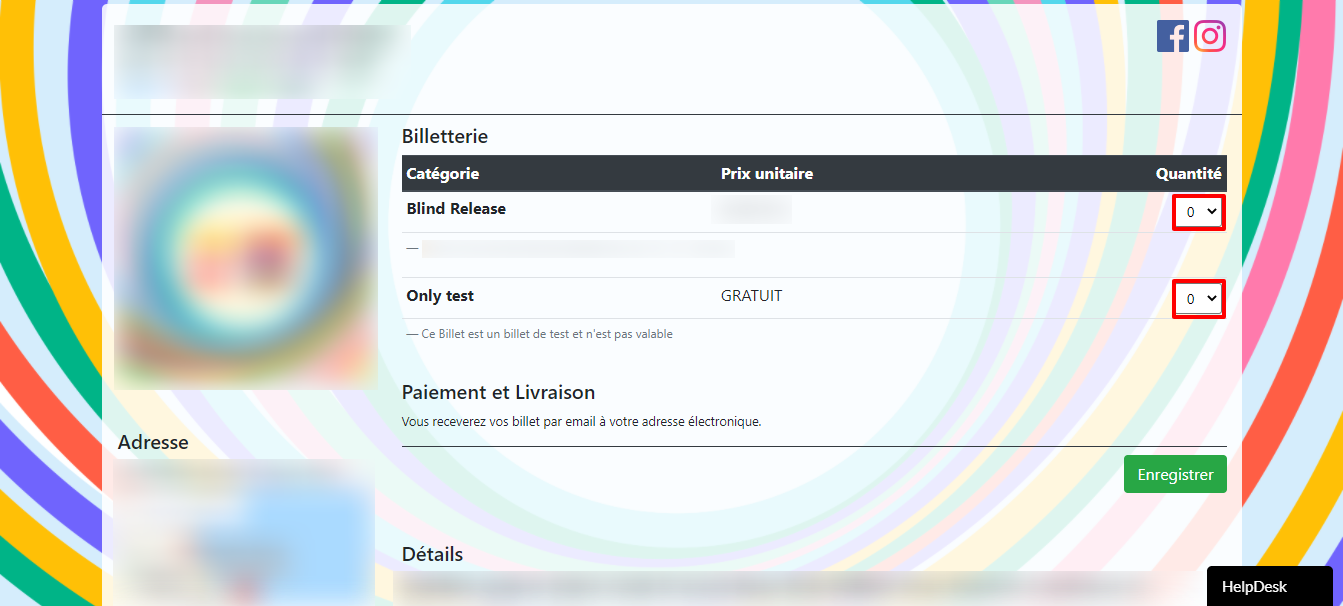 Billetterie
Catégorie Prix unitaire Quantité
Blind Release 0
—
Only test GRATUIT 0
— Ce Billet est un billet de test et n'est pas valable
Paiement et Livraison
Vous receverez vos billet par email à votre adresse électronique.
Adresse
Enregistrer
Détails
HelpDesk